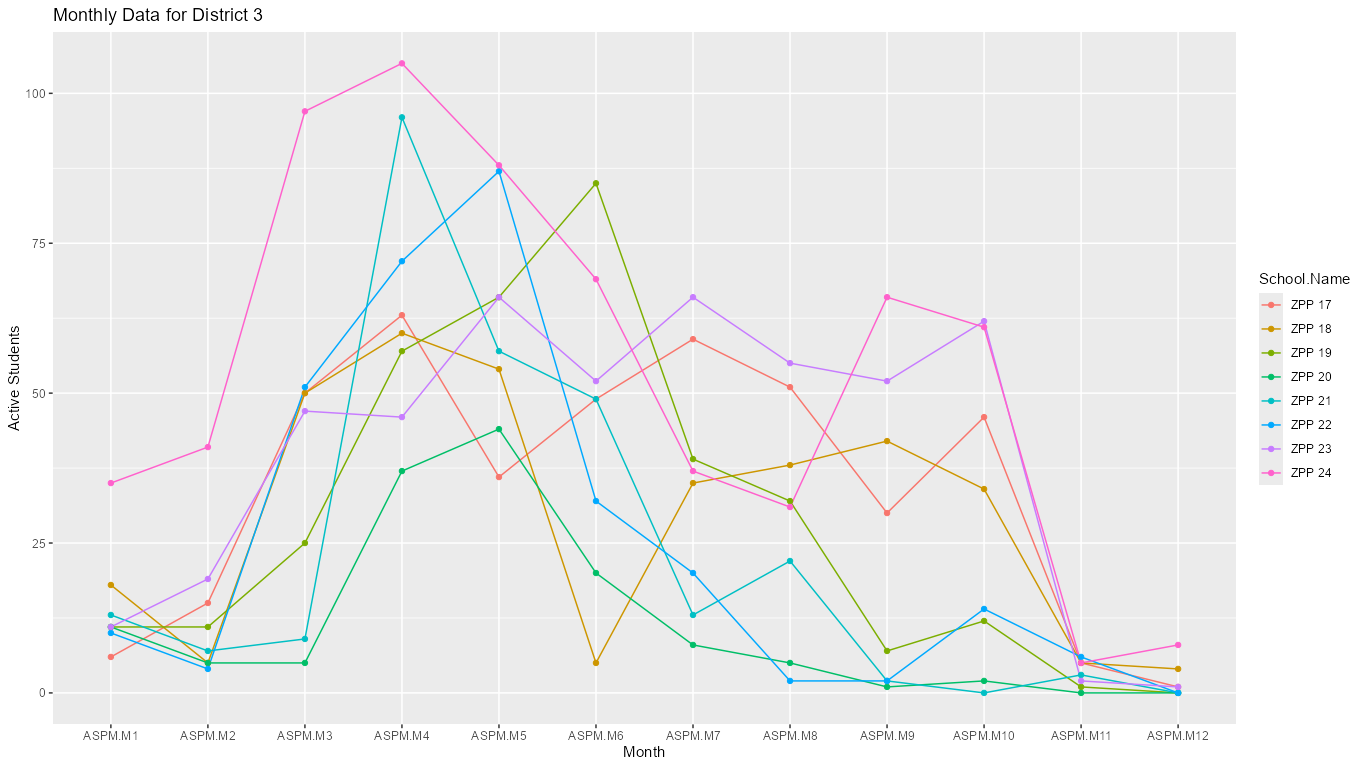 Monthly Data for District 3
Active Students
100
75
50
25
0
ASPM.M1 ASPM.M2 ASPM.M3 ASPM.M4 ASPM.M5 ASPM.M6 ASPM.M7 ASPM.M8 ASPM.M9 ASPM.M10 ASPM.M11 ASPM.M12
Month
School.Name
ZPP 17
ZPP 18
ZPP 19
ZPP 20
ZPP 21
ZPP 22
ZPP 23
ZPP 24